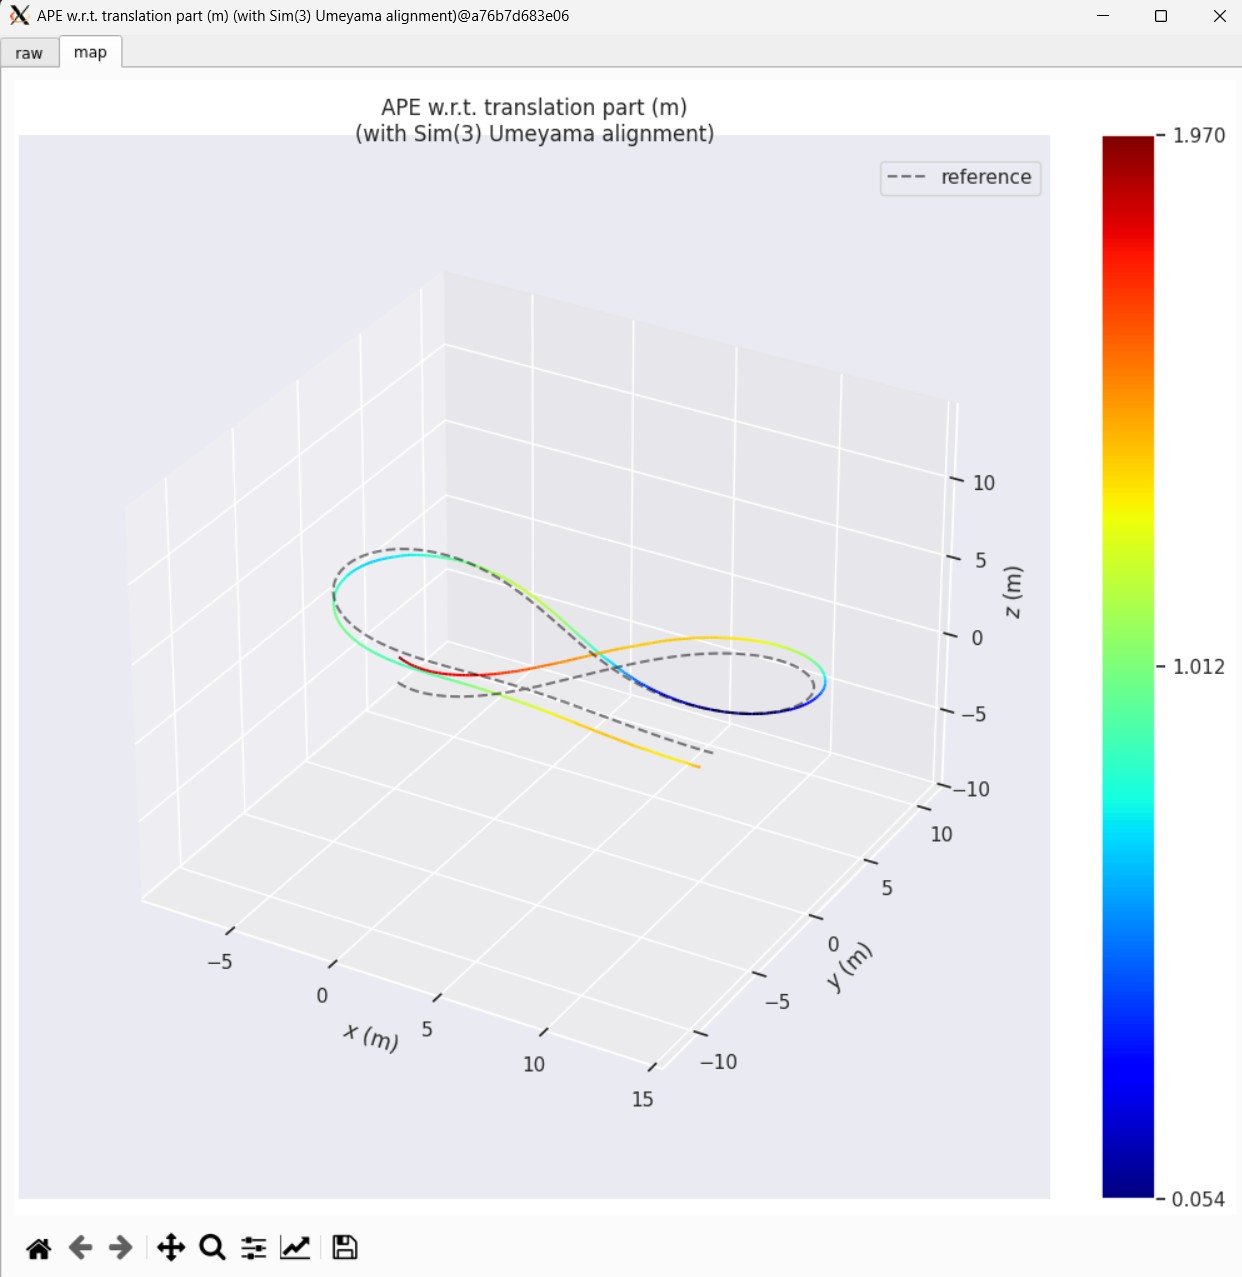 APE w.r.t. translation part (m) (with Sim(3) Umeyama alignment)@a76b7d683e06
raw
map
APE w.r.t. translation part (m)
(with Sim(3) Umeyama alignment)
reference
1.970
1.012
0.054
10
5
0
−5
−10
z (m)
10
5
0
−5
−10
y (m)
−5
0
5
10
15
x (m)